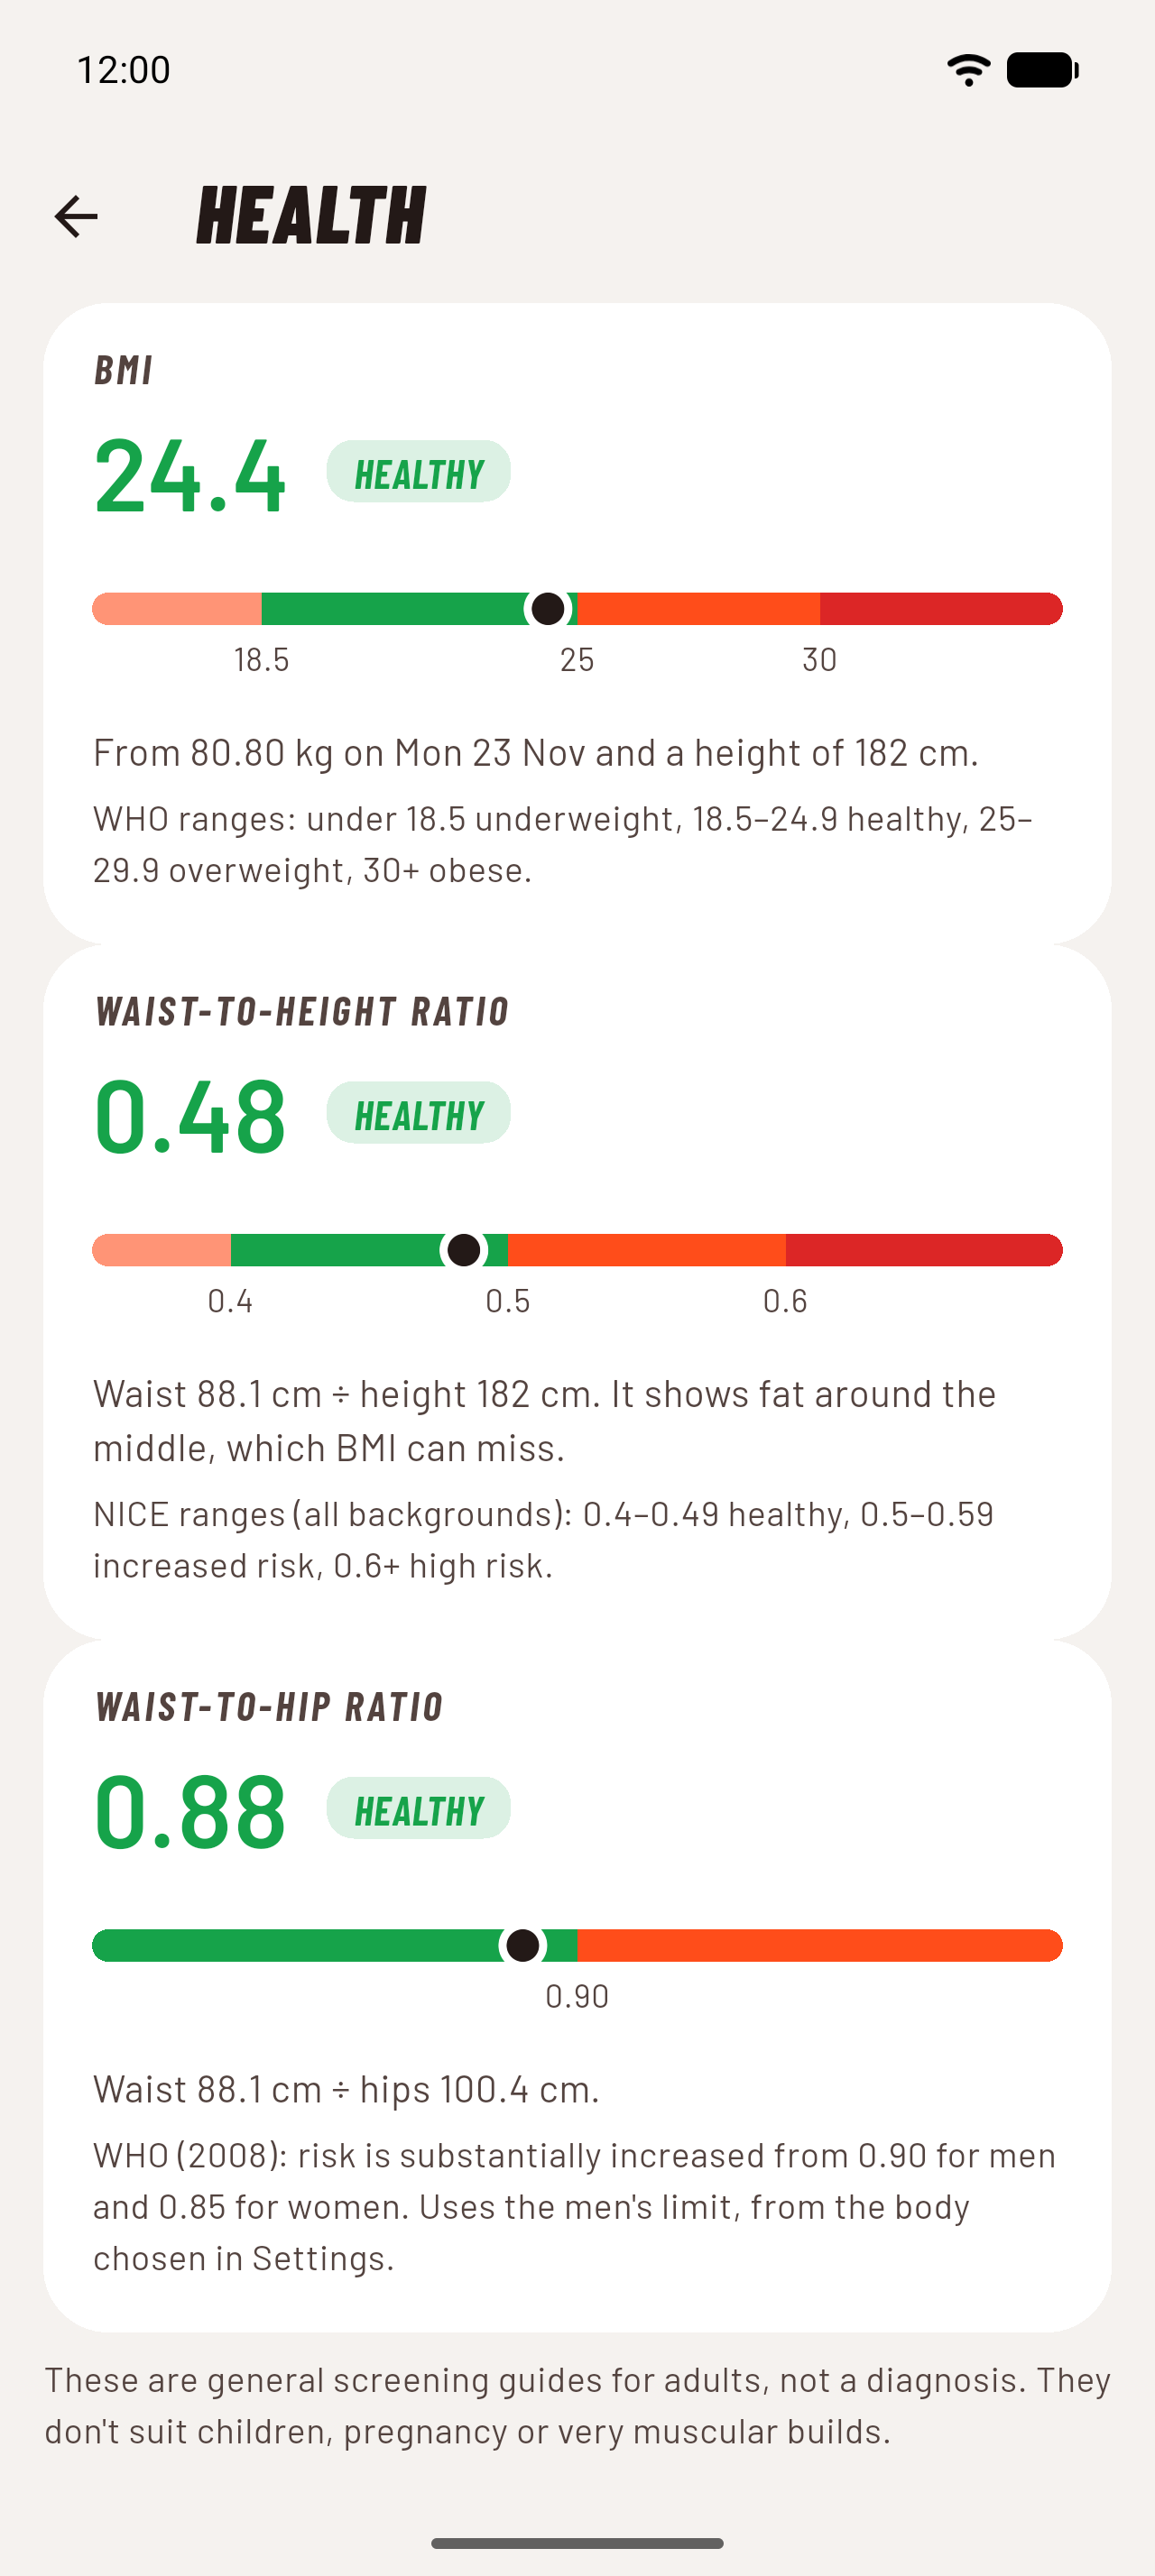 12:00
HEALTH
BMI
24.4
HEALTHY
18.5
25
30
From 80.80 kg on Mon 23 Nov and a height of 182 cm.
WHO ranges: under 18.5 underweight, 18.5–24.9 healthy, 25–
29.9 overweight, 30+ obese.
WAIST-TO-HEIGHT RATIO
0.48
HEALTHY
0.4
0.5
0.6
Waist 88.1 cm ÷ height 182 cm. It shows fat around the
middle, which BMI can miss.
NICE ranges (all backgrounds): 0.4–0.49 healthy, 0.5–0.59
increased risk, 0.6+ high risk.
WAIST-TO-HIP RATIO
0.88
HEALTHY
0.90
Waist 88.1 cm ÷ hips 100.4 cm.
WHO (2008): risk is substantially increased from 0.90 for men
and 0.85 for women. Uses the men's limit, from the body
chosen in Settings.
These are general screening guides for adults, not a diagnosis. They
don't suit children, pregnancy or very muscular builds.